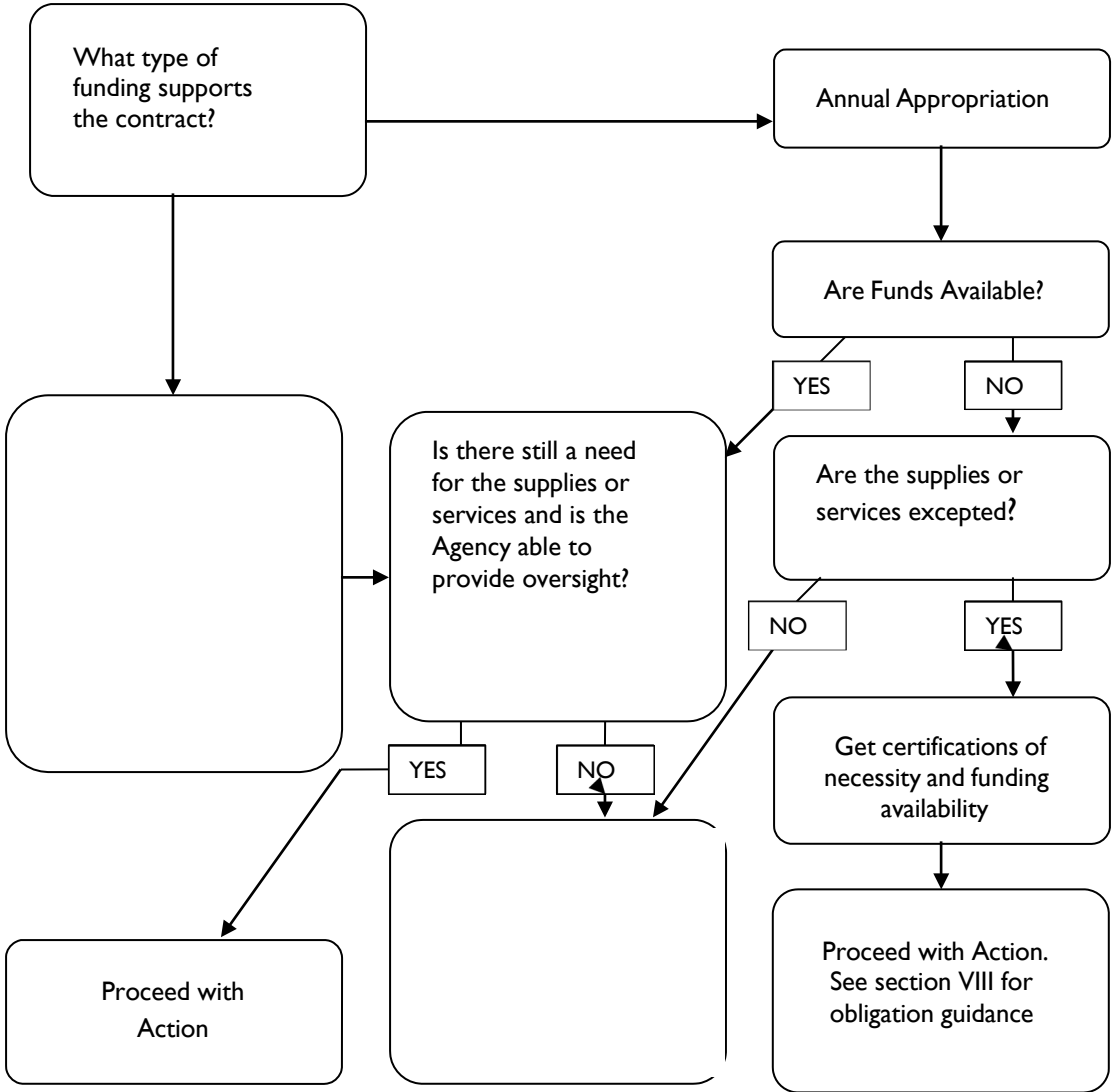 What type of
funding supports
the contract?
Annual Appropriation
Are Funds Available?
YES
NO
Is there still a need
for the supplies or
services and is the
Agency able to
provide oversight?
Are the supplies or
services excepted?
NO
YES
YES
NO
Get certifications of
necessity and funding
availability
Proceed with
Action
Proceed with Action.
See section VIII for
obligation guidance